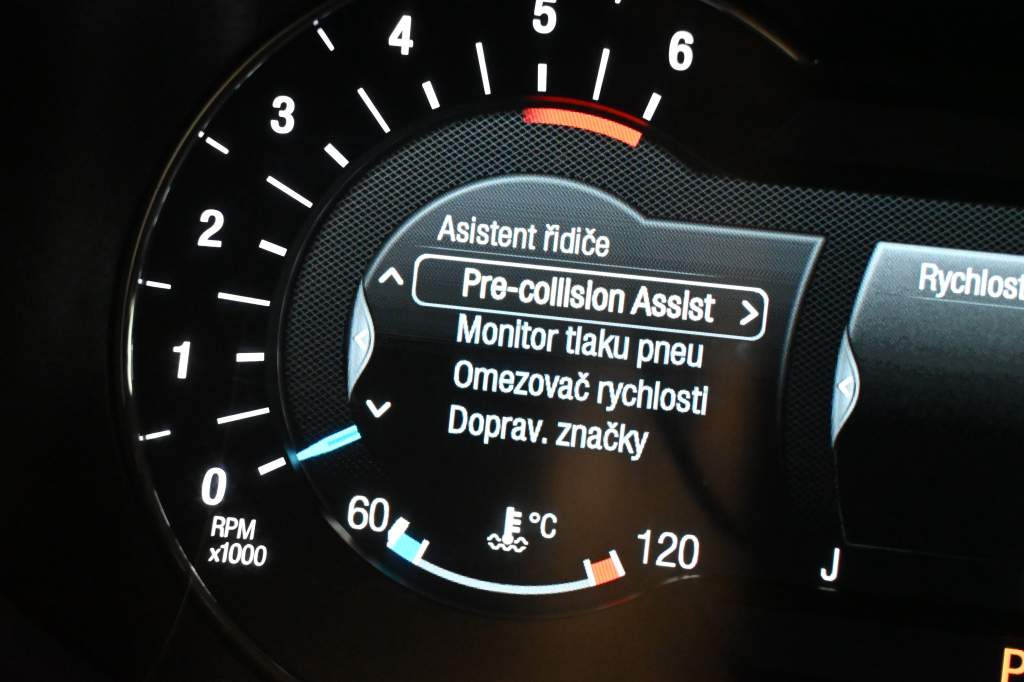 4
5
6
3
2
1
0
RPM
x1000
Asistent řidiče
Pre-collision Assist
Monitor tlaku pneu
Omezovač rychlosti
Doprav. značky
60
°C
120
Rychlost
J
P